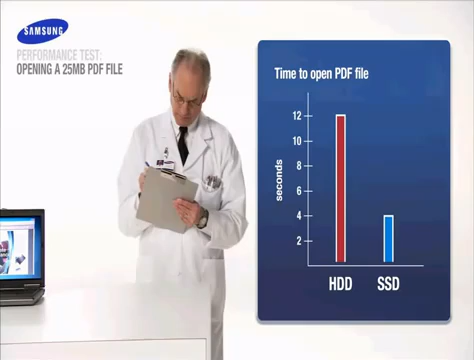 SAMSUNG
PERFORMANCE TEST:
OPENING A 25MB PDF FILE
Time to open PDF file
12
10
8
6
4
2
seconds
HDD
SSD